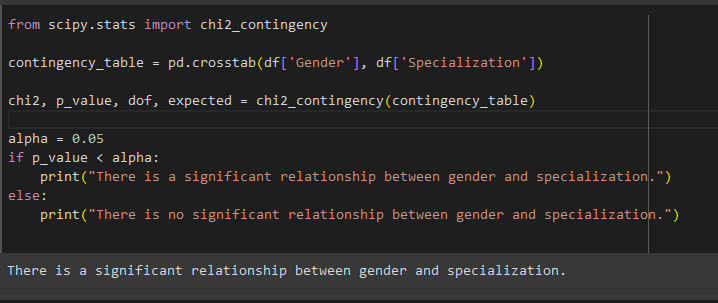 from scipy.stats import chi2_contingency
contingency_table = pd.crosstab(df['Gender'], df['Specialization'])
chi2, p_value, dof, expected = chi2_contingency(contingency_table)
alpha = 0.05
if p_value < alpha:
    print("There is a significant relationship between gender and specialization.")
else:
    print("There is no significant relationship between gender and specialization.")
There is a significant relationship between gender and specialization.